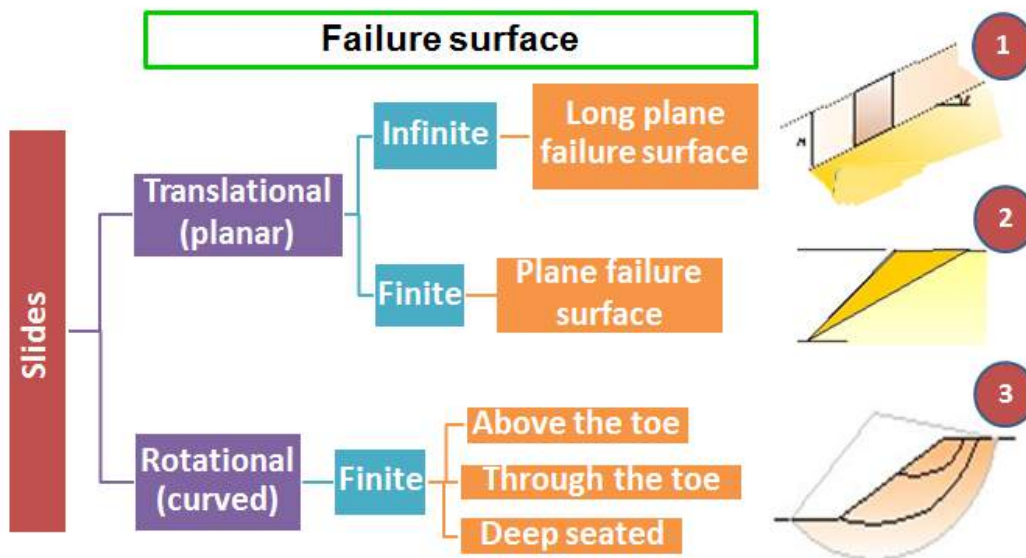 Failure surface
1
Infinite
Long plane
failure surface
Translational
(planar)
2
Finite
Plane failure
surface
Slides
3
Above the toe
Rotational
(curved)
Finite
Through the toe
Deep seated